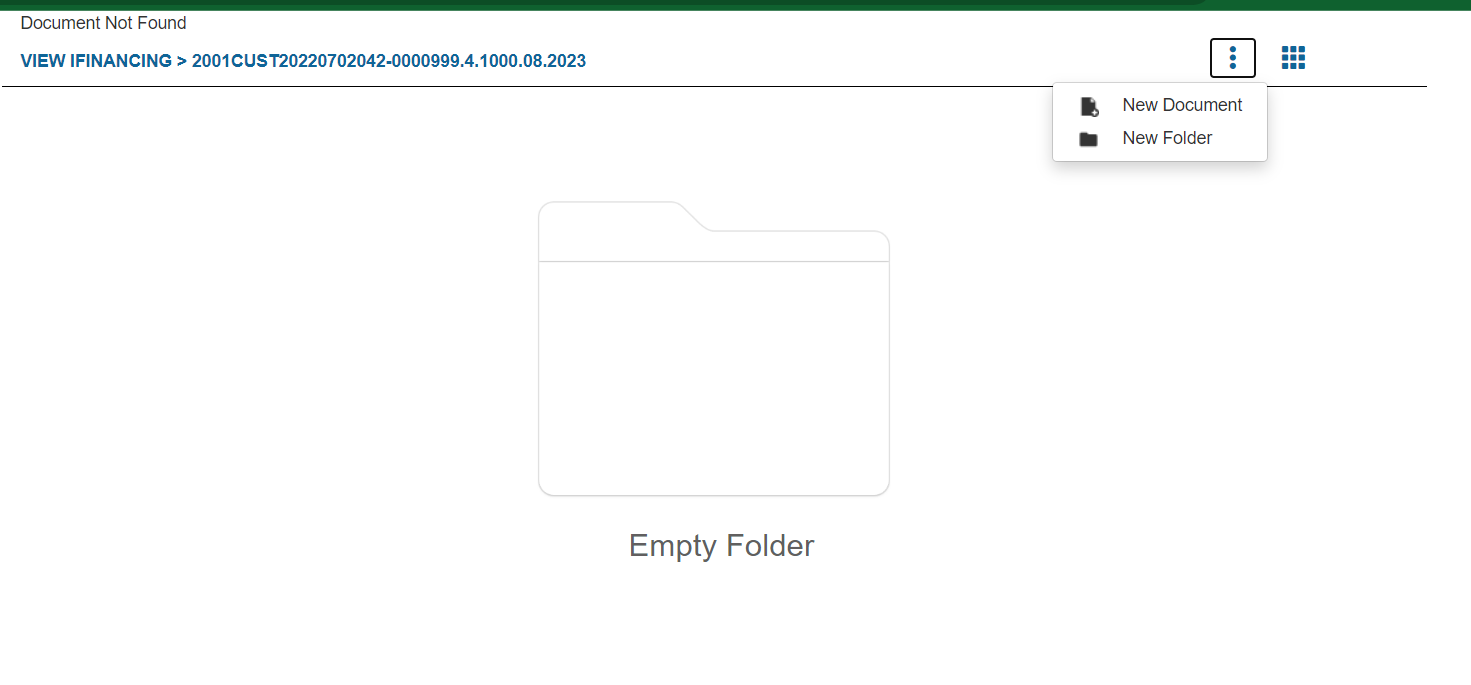 Document Not Found
VIEW IFINANCING > 2001CUST20220702042-0000999.4.1000.08.2023
New Document
New Folder
Empty Folder